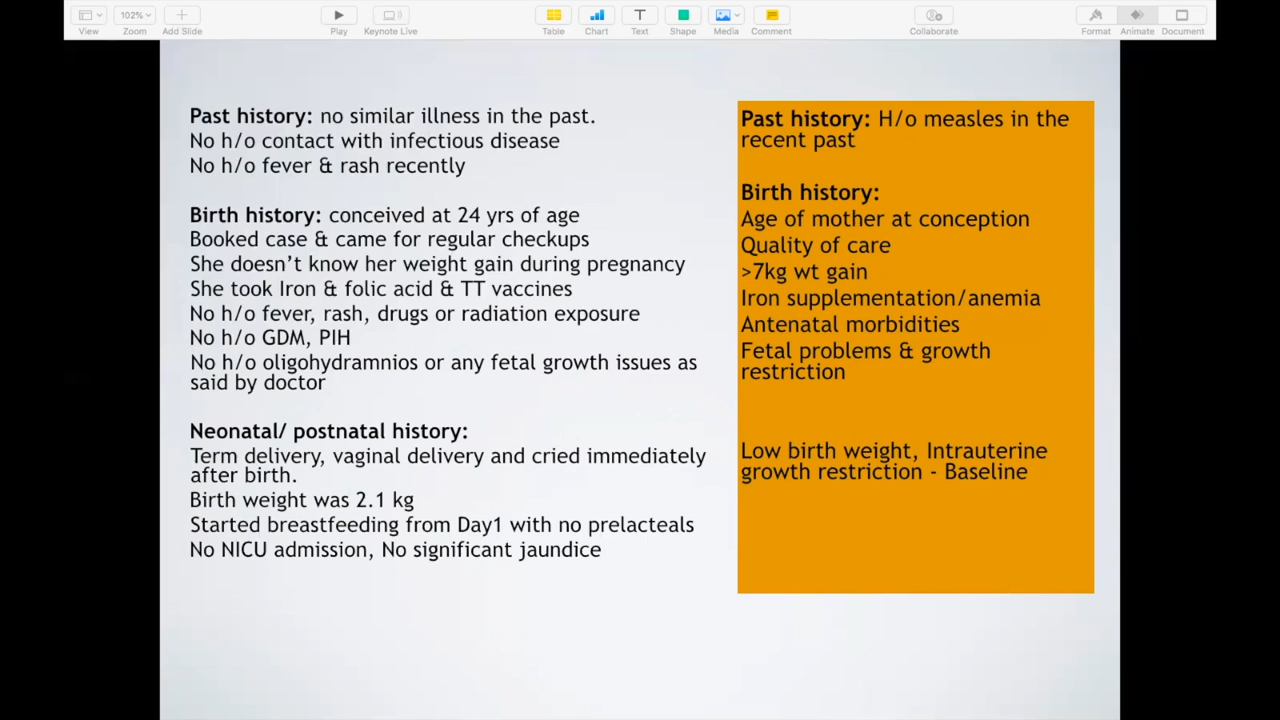 View
102%
Zoom
Add Slide
Play
Keynote Live
Table
Chart
Text
Shape
Media
Comment
Collaborate
Format
Animate
Document
Past history: no similar illness in the past.
No h/o contact with infectious disease
No h/o fever & rash recently
Birth history: conceived at 24 yrs of age
Booked case & came for regular checkups
She doesn't know her weight gain during pregnancy
She took Iron & folic acid & TT vaccines
No h/o fever, rash, drugs or radiation exposure
No h/o GDM, PIH
No h/o oligohydramnios or any fetal growth issues as
said by doctor
Neonatal/ postnatal history:
Term delivery, vaginal delivery and cried immediately
after birth.
Birth weight was 2.1 kg
Started breastfeeding from Day1 with no prelacteals
No NICU admission, No significant jaundice
Past history: H/o measles in the
recent past
Birth history:
Age of mother at conception
Quality of care
>7kg wt gain
Iron supplementation/anemia
Antenatal morbidities
Fetal problems & growth
restriction
Low birth weight, Intrauterine
growth restriction - Baseline